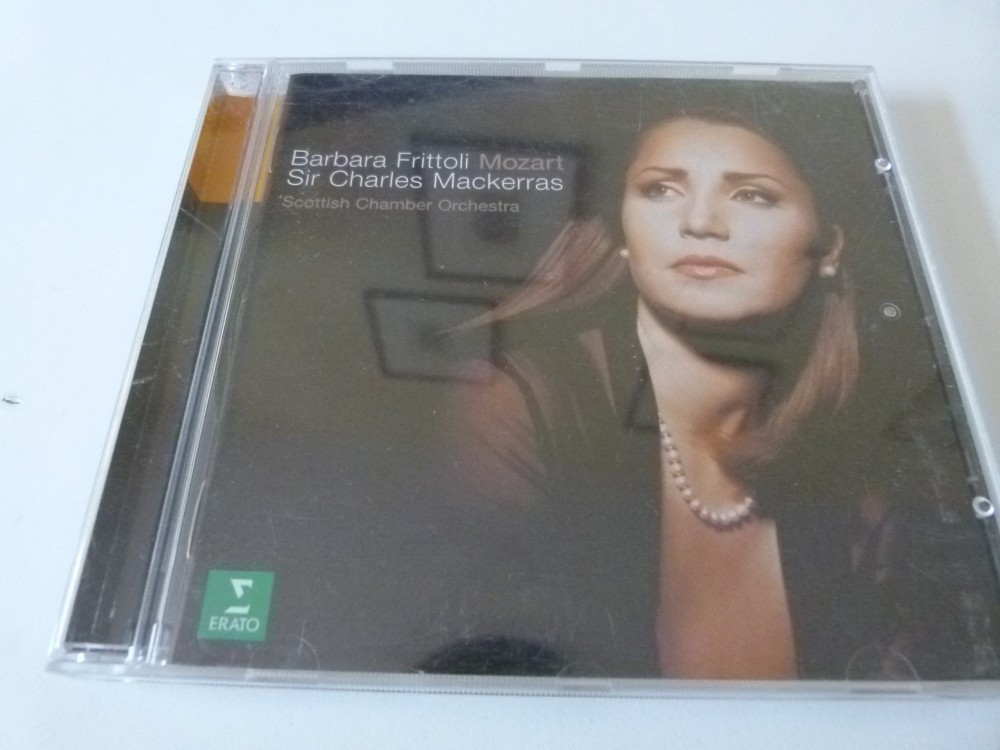 Barbara Frittoli Mozart
Sir Charles Mackerras
Scottish Chamber Orchestra
ERATO